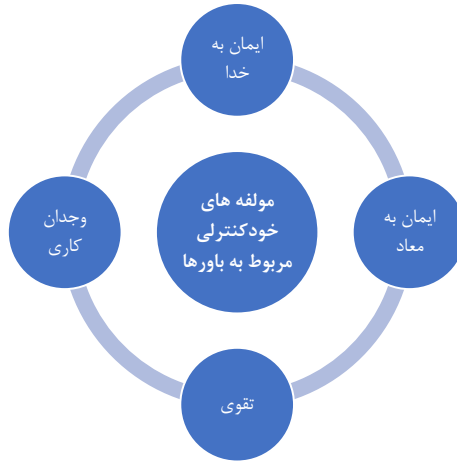 ایمان به
خدا
مولفه های
خودکنترلی
مربوط به باورها
ایمان به
معاد
وجدان
کاری
تقوی